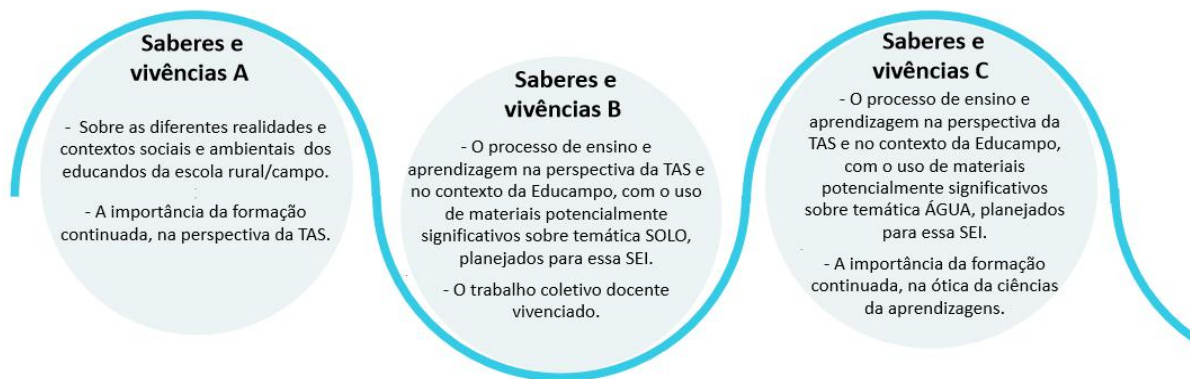 Saberes e
vivências A
- Sobre as diferentes realidades e
contextos sociais e ambientais dos
educandos da escola rural/campo.
- A importância da formação
continuada, na perspectiva da TAS.
Saberes e
vivências B
- O processo de ensino e
aprendizagem na perspectiva da TAS e
no contexto da Educampo, com o uso
de materiais potencialmente
significativos sobre temática SOLO,
planejados para essa SEI.
- O trabalho coletivo docente
vivenciado.
Saberes e
vivências C
- O processo de ensino e
aprendizagem na perspectiva da
TAS e no contexto da Educampo,
com o uso de materiais
potencialmente significativos
sobre temática ÁGUA, planejados
para essa SEI.
- A importância da formação
continuada, na ótica da ciências
da aprendizagens.